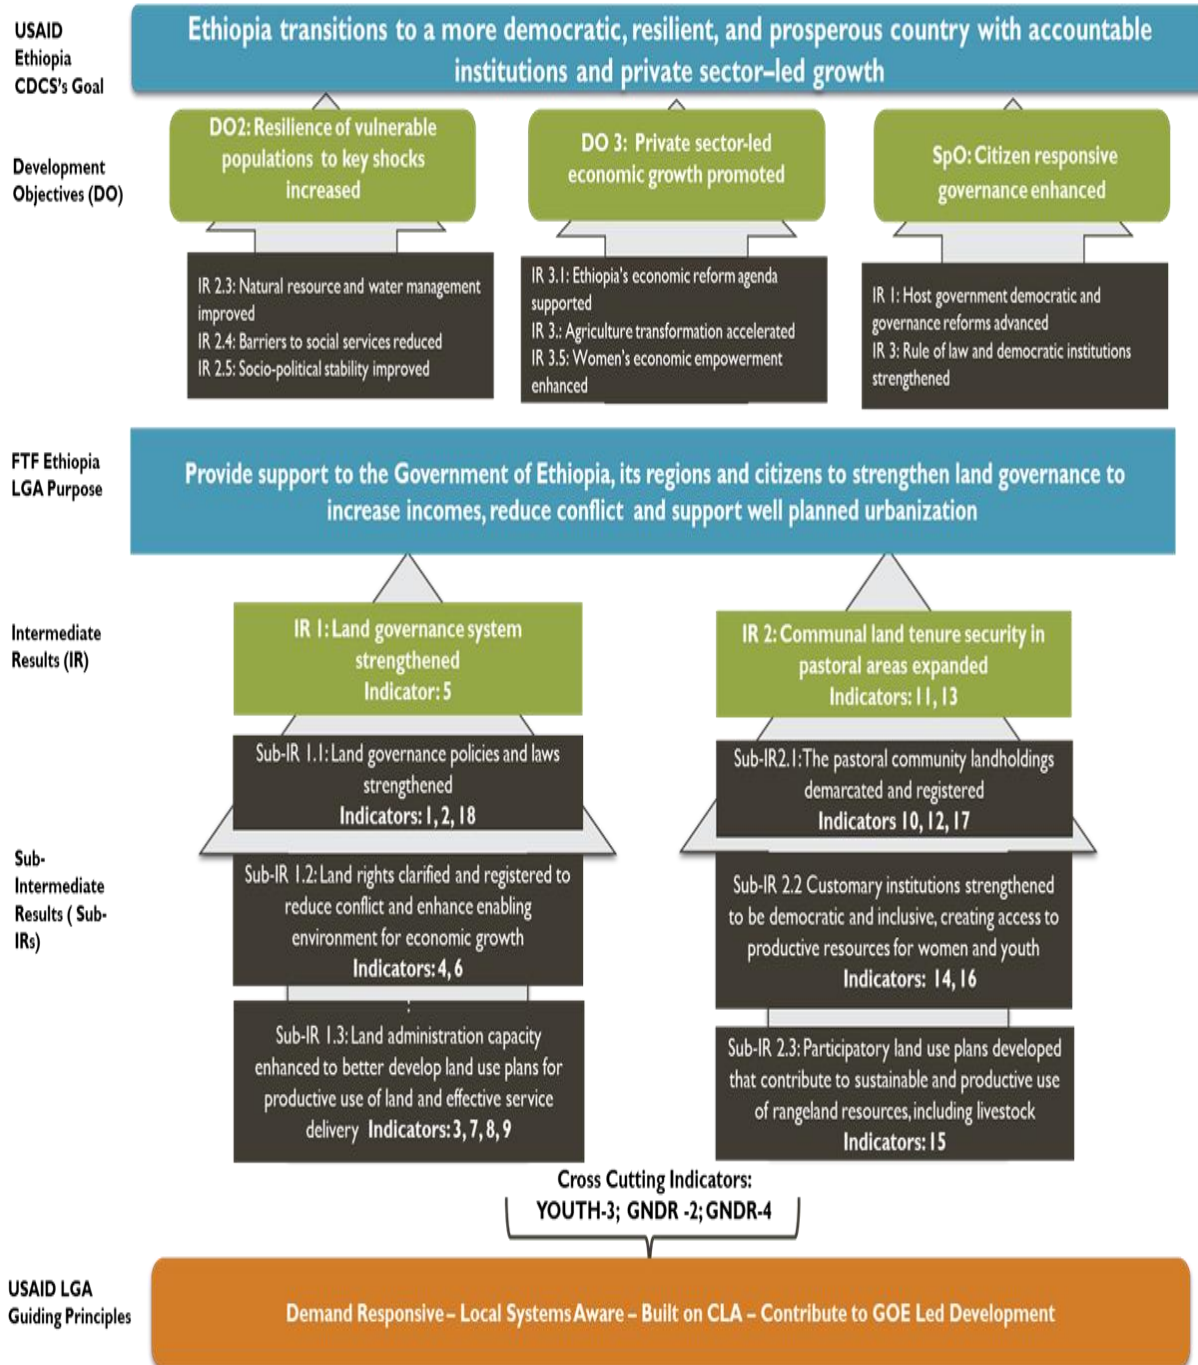 USAID
Ethiopia
CDCS's Goal
Ethiopia transitions to a more democratic, resilient, and prosperous country with accountable
institutions and private sector–led growth
Development
Objectives (DO)
DO2: Resilience of vulnerable
populations to key shocks
increased
DO 3: Private sector-led
economic growth promoted
SpO: Citizen responsive
governance enhanced
IR 2.3: Natural resource and water management
improved
IR 2.4: Barriers to social services reduced
IR 2.5: Socio-political stability improved
IR 3.1: Ethiopia's economic reform agenda
supported
IR 3.: Agriculture transformation accelerated
IR 3.5: Women's economic empowerment
enhanced
IR 1: Host government democratic and
governance reforms advanced
IR 3: Rule of law and democratic institutions
strengthened
FTF Ethiopia
LGA Purpose
Provide support to the Government of Ethiopia, its regions and citizens to strengthen land governance to
increase incomes, reduce conflict and support well planned urbanization
Intermediate
Results (IR)
IR 1: Land governance system
strengthened
Indicator: 5
IR 2: Communal land tenure security in
pastoral areas expanded
Indicators: 11, 13
Sub-
Intermediate
Results ( Sub-
IRs)
Sub-IR 1.1: Land governance policies and laws
strengthened
Indicators: 1, 2, 18
Sub-IR 1.2: Land rights clarified and registered to
reduce conflict and enhance enabling
environment for economic growth
Indicators: 4, 6
Sub-IR 1.3: Land administration capacity
enhanced to better develop land use plans for
productive use of land and effective service
delivery Indicators: 3, 7, 8, 9
Sub-IR2.1: The pastoral community landholdings
demarcated and registered
Indicators 10, 12, 17
Sub-IR 2.2 Customary institutions strengthened
to be democratic and inclusive, creating access to
productive resources for women and youth
Indicators: 14, 16
Sub-IR 2.3: Participatory land use plans developed
that contribute to sustainable and productive use
of rangeland resources, including livestock
Indicators: 15
Cross Cutting Indicators:
YOUTH-3; GNDR -2; GNDR-4
USAID LGA
Guiding Principles
Demand Responsive – Local Systems Aware – Built on CLA – Contribute to GOE Led Development